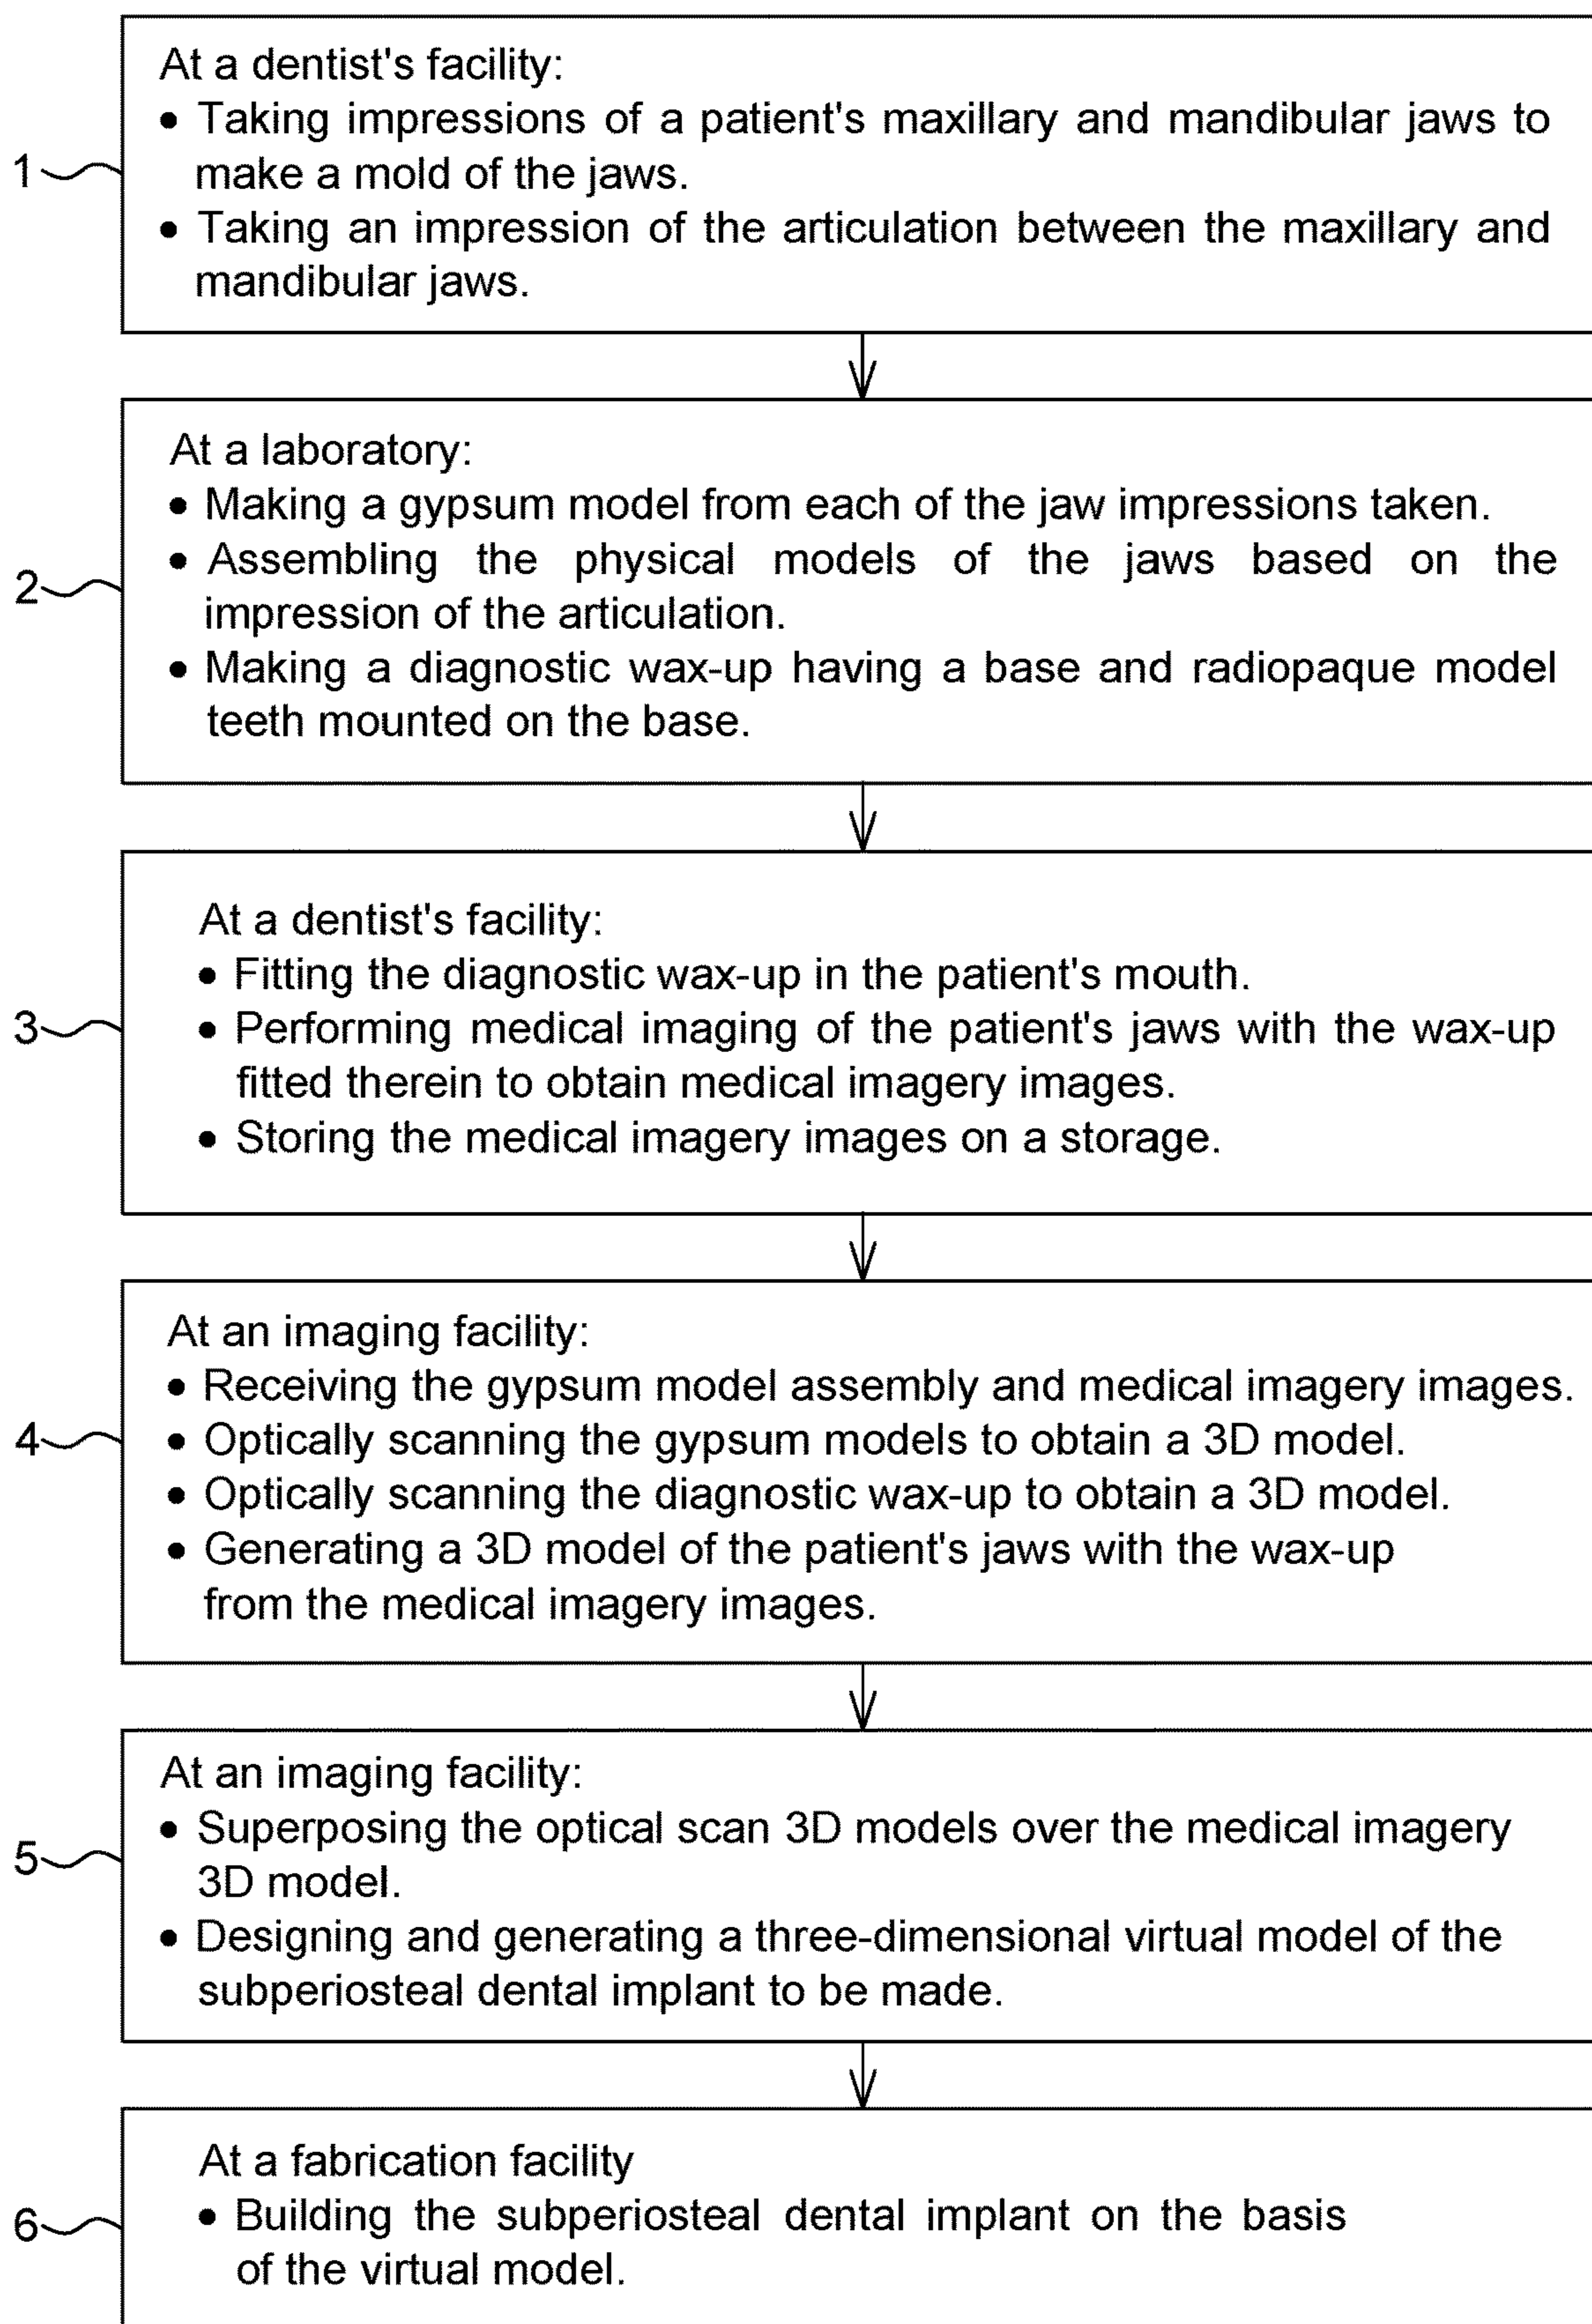 At a dentist's facility:
• Taking impressions of a patient's maxillary and mandibular jaws to
make a mold of the jaws.
1
• Taking an impression of the articulation between the maxillary and
mandibular jaws.
At a laboratory:
• Making a gypsum model from each of the jaw impressions taken.
• Assembling the physical models of the jaws based on the
2
impression of the articulation.
• Making a diagnostic wax-up having a base and radiopaque model
teeth mounted on the base.
At a dentist's facility:
• Fitting the diagnostic wax-up in the patient's mouth.
3
• Performing medical imaging of the patient's jaws with the wax-up
fitted therein to obtain medical imagery images.
• Storing the medical imagery images on a storage.
At an imaging facility:
• Receiving the gypsum model assembly and medical imagery images.
4
• Optically scanning the gypsum models to obtain a 3D model.
• Optically scanning the diagnostic wax-up to obtain a 3D model.
• Generating a 3D model of the patient's jaws with the wax-up
from the medical imagery images.
At an imaging facility:
• Superposing the optical scan 3D models over the medical imagery
5
3D model.
• Designing and generating a three-dimensional virtual model of the
subperiosteal dental implant to be made.
At a fabrication facility
6
• Building the subperiosteal dental implant on the basis
of the virtual model.